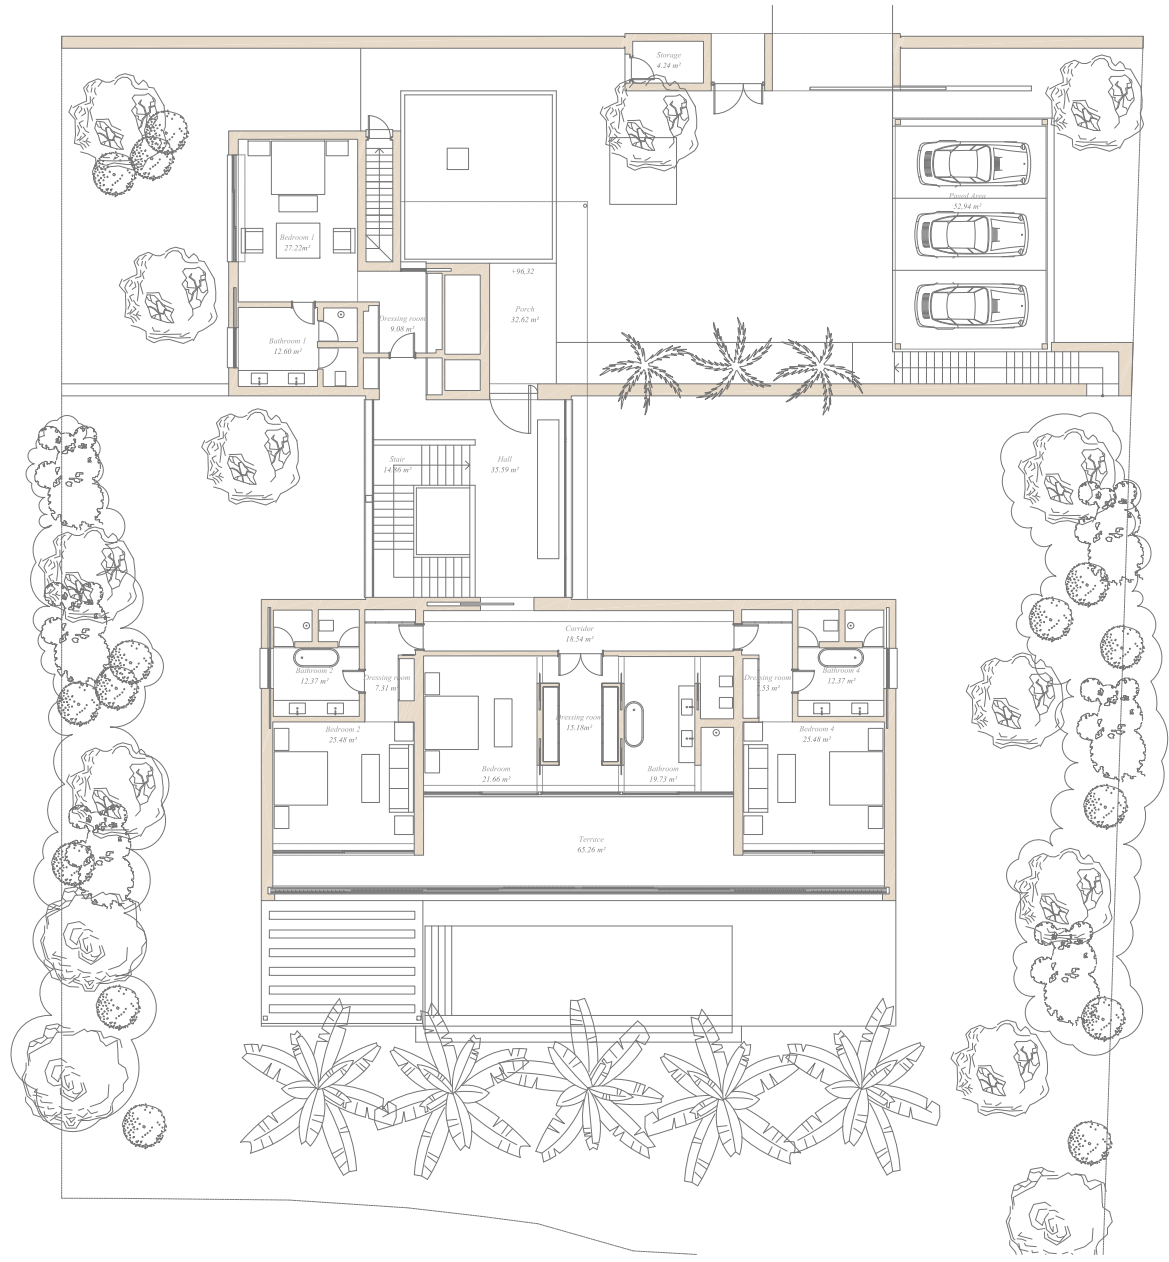 Storage
4.24 m²
Paved Area
52.94 m²
Bedroom 1
27.22m²
+96,32
Porch
32.62 m²
Dressing room
9.08 m²
Bathroom 1
12.60 m²
Stair
14.86 m²
Hall
35.59 m²
Corridor
18.54 m²
Bathroom 2
12.37 m²
Dressing room
7.31 m²
Dressing room
7.53 m²
Bathroom 4
12.37 m²
Dressing room
15.18m²
Bedroom 2
25.48 m²
Bedroom 4
25.48 m²
Bedroom
21.66 m²
Bathroom
19.73 m²
Terrace
65.26 m²